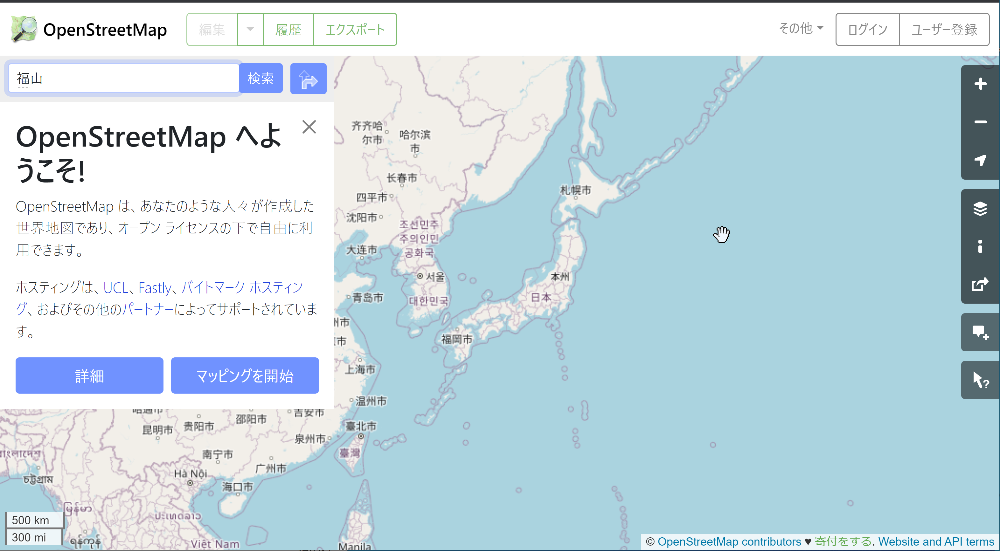 OpenStreetMap
編集
履歴
エクスポート
その他
ログイン
ユーザー登録
福山
検索
OpenStreetMap へよ
うこそ!
OpenStreetMap は、あなたのような人々が作成した
世界地図であり、オープン ライセンスの下で自由に利
用できます。
ホスティングは、UCL、Fastly、バイトマーク ホスティン
グ、およびその他のパートナーによってサポートされていま
す。
詳細
マッピングを開始
齐齐哈
尔市
哈尔滨
市
长春市
四平市
沈阳市
札幌市
조선민주
주의인민
공화국
大连市
서울
本州
青岛市
대한민국
日本
州市
市
福岡市
上海市
温州市
昭通市
吉安市
邵阳市
贵阳市
昆明市
臺北市
泉州市
臺灣
বাংলাদেশ
南宁市
广州市
চট্টগ্রাম
Hà Nội
海口市
မြန်မာ
ປະເທດລາວ
500 km
300 mi
ရန်ကုန်
Việt Nam
Manila
© OpenStreetMap contributors ♥ 寄付をする. Website and API terms